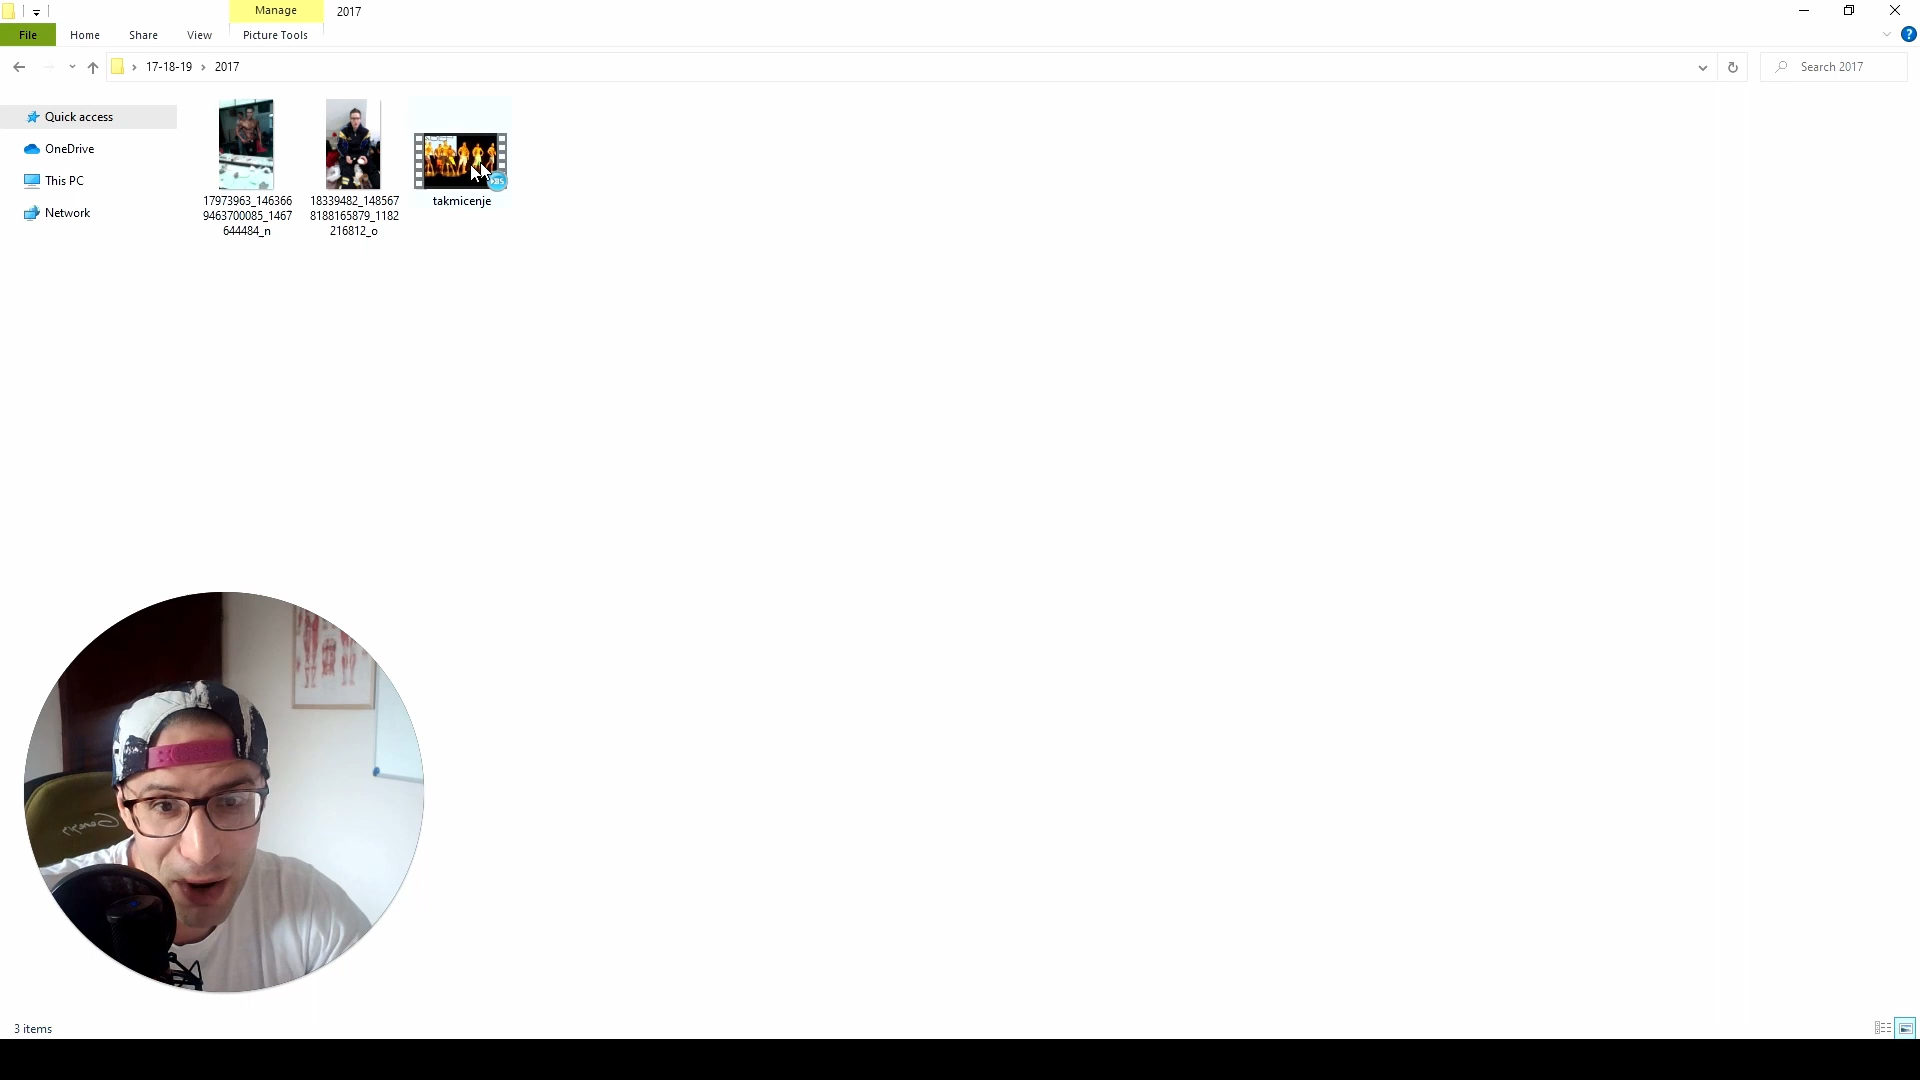 Manage
2017
File
Home
Share
View
Picture Tools
17-18-19
2017
Search 2017
Quick access
OneDrive
This PC
Network
17973963_146366
9463700085_1467
644484_n
18339482_148567
8188165879_1182
216812_o
takmicenje
Genesis
3 items